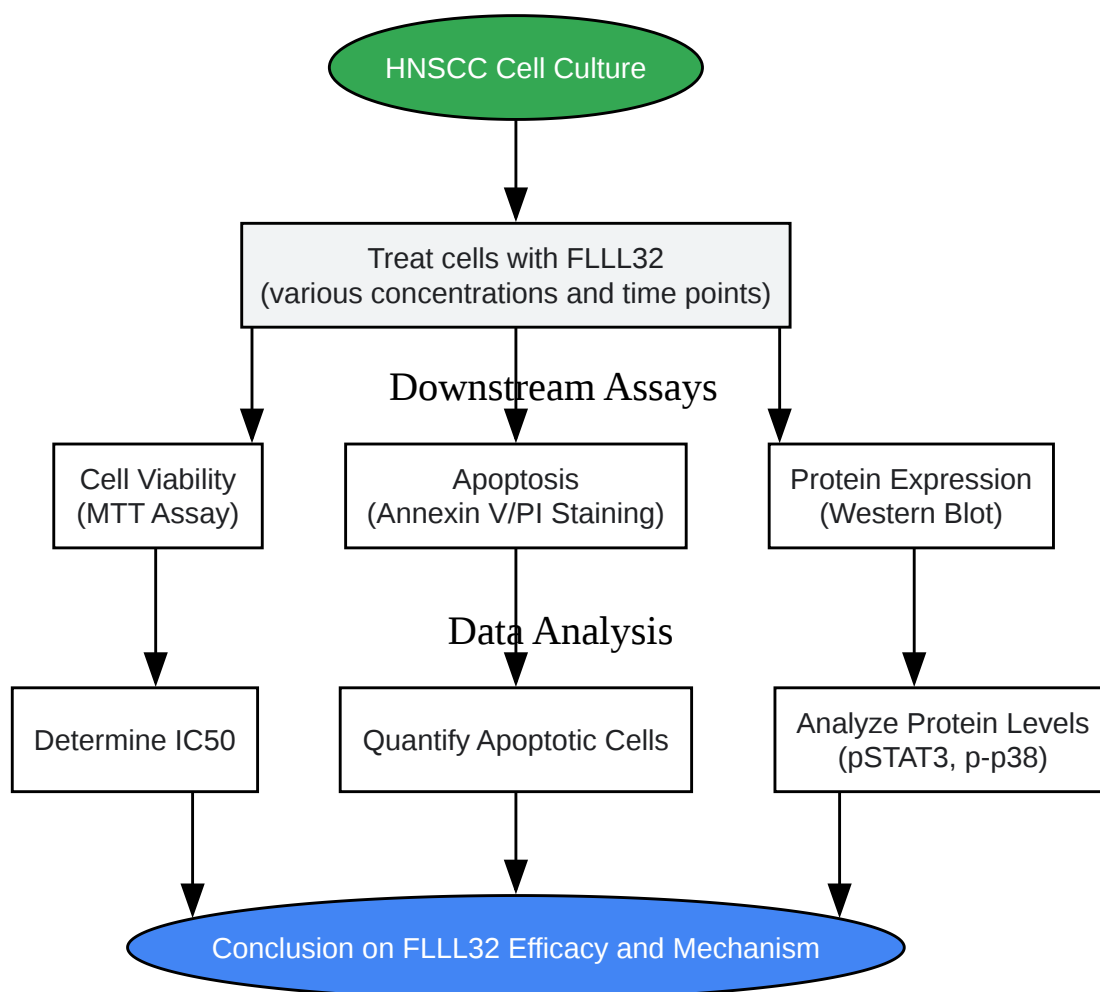 HNSCC Cell Culture
Treat cells with FLLL32
(various concentrations and time points)
Downstream Assays
Cell Viability
(MTT Assay)
Apoptosis
(Annexin V/PI Staining)
Protein Expression
(Western Blot)
Data Analysis
Determine IC50
Quantify Apoptotic Cells
Analyze Protein Levels
(pSTAT3, p-p38)
Conclusion on FLLL32 Efficacy and Mechanism